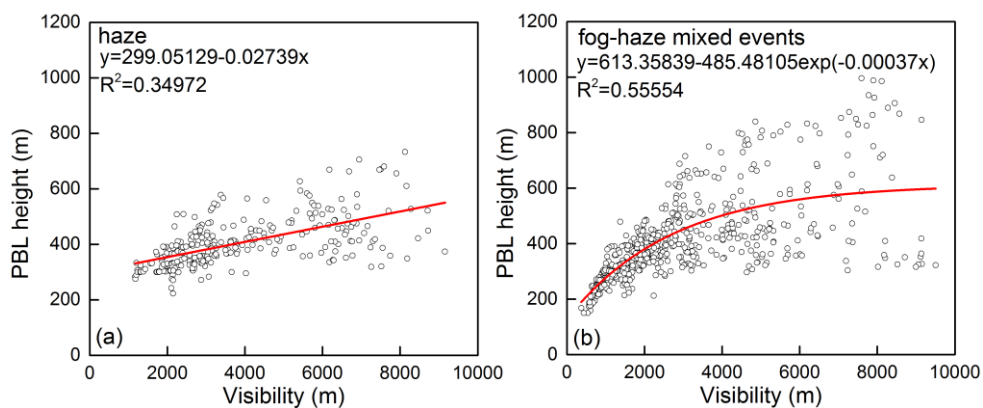 1200
1000
800
600
400
200
0
PBL height (m)
haze
y=299.05129-0.02739x
R²=0.34972
(a)
0 2000 4000 6000 8000 10000
Visibility (m)
1200
1000
800
600
400
200
0
PBL height (m)
fog-haze mixed events
y=613.35839-485.48105exp(-0.00037x)
R²=0.55554
(b)
0 2000 4000 6000 8000 10000
Visibility (m)